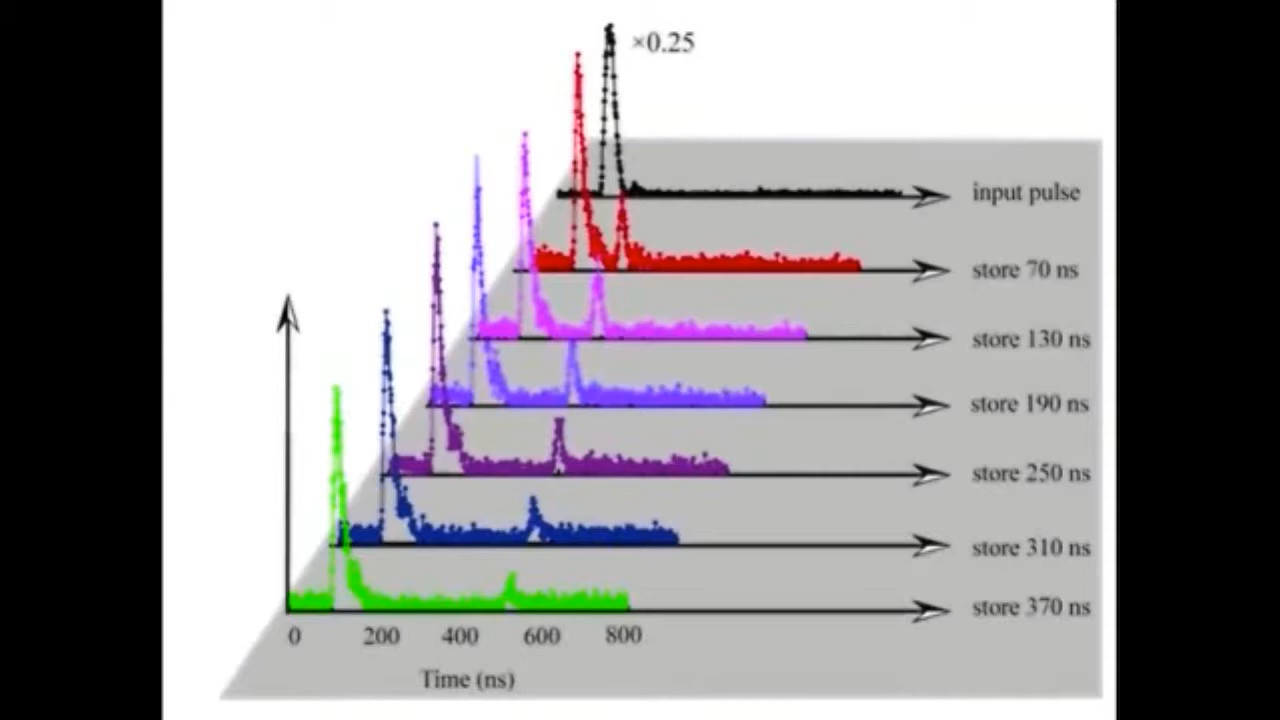 ×0.25
input pulse
store 70 ns
store 130 ns
store 190 ns
store 250 ns
store 310 ns
store 370 ns
0 200 400 600 800
Time (ns)